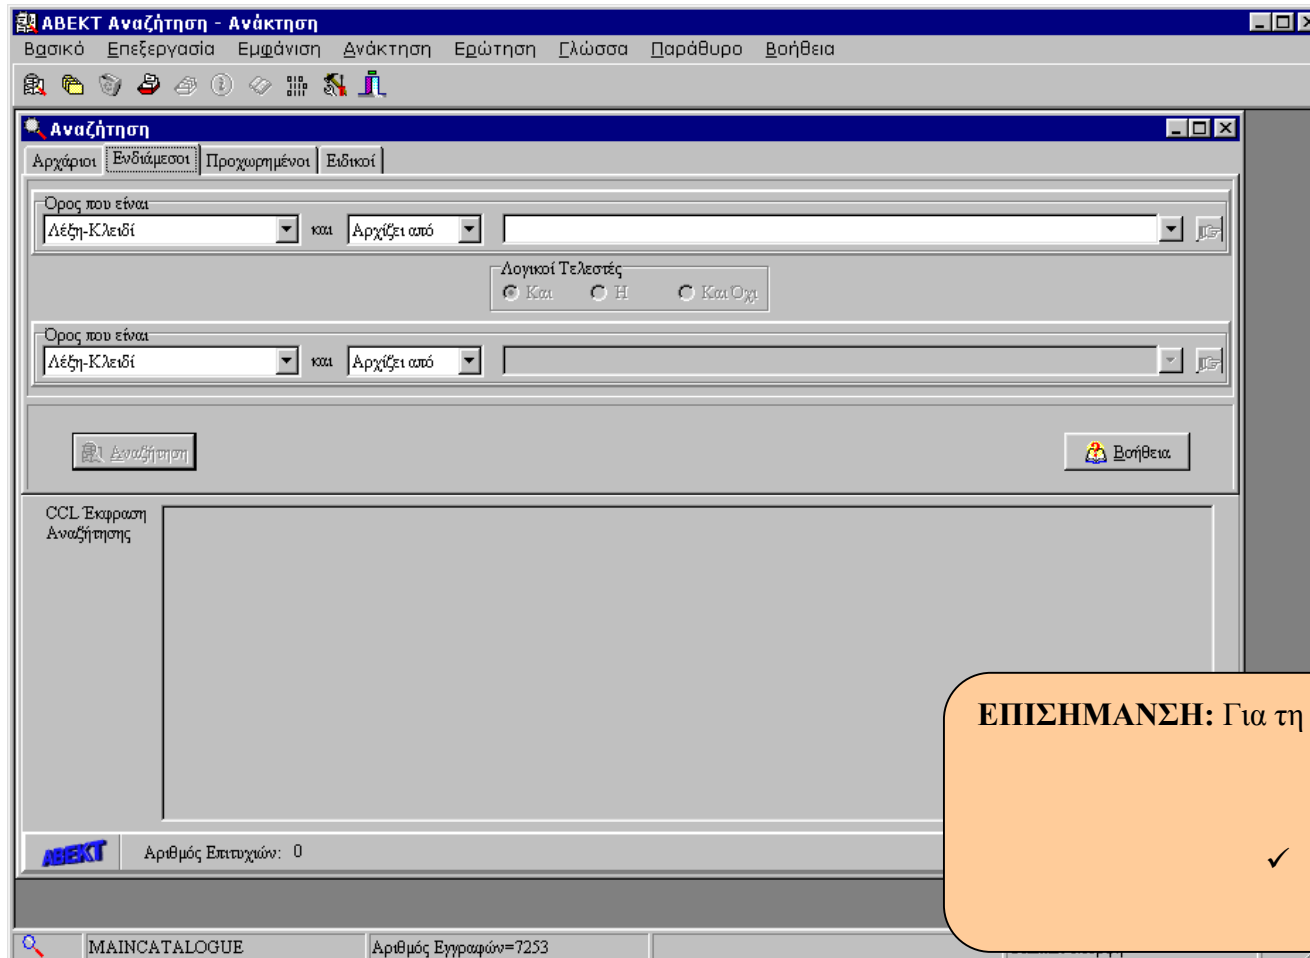 ABEKT Αναζήτηση - Ανάκτηση
Βασικό Επεξεργασία Εμφάνιση Ανάκτηση Ερώτηση Γλώσσα Παράθυρο Βοήθεια
Αναζήτηση
Αρχάριοι Ενδιάμεσοι Προχωρημένοι Ειδικοί
Όρος που είναι
Λέξη-Κλειδί και Αρχίζει από
Λογικοί Τελεστές
Και Η Και Όχι
Όρος που είναι
Λέξη-Κλειδί και Αρχίζει από
Αναζήτηση Βοήθεια
CCL Έκφραση
Αναζήτησης
ΕΠΙΣΗΜΑΝΣΗ: Για τη
✓
ABEKT Αριθμός Επιτυχιών: 0
MAINCATALOGUE Αριθμός Εγγραφών=7253